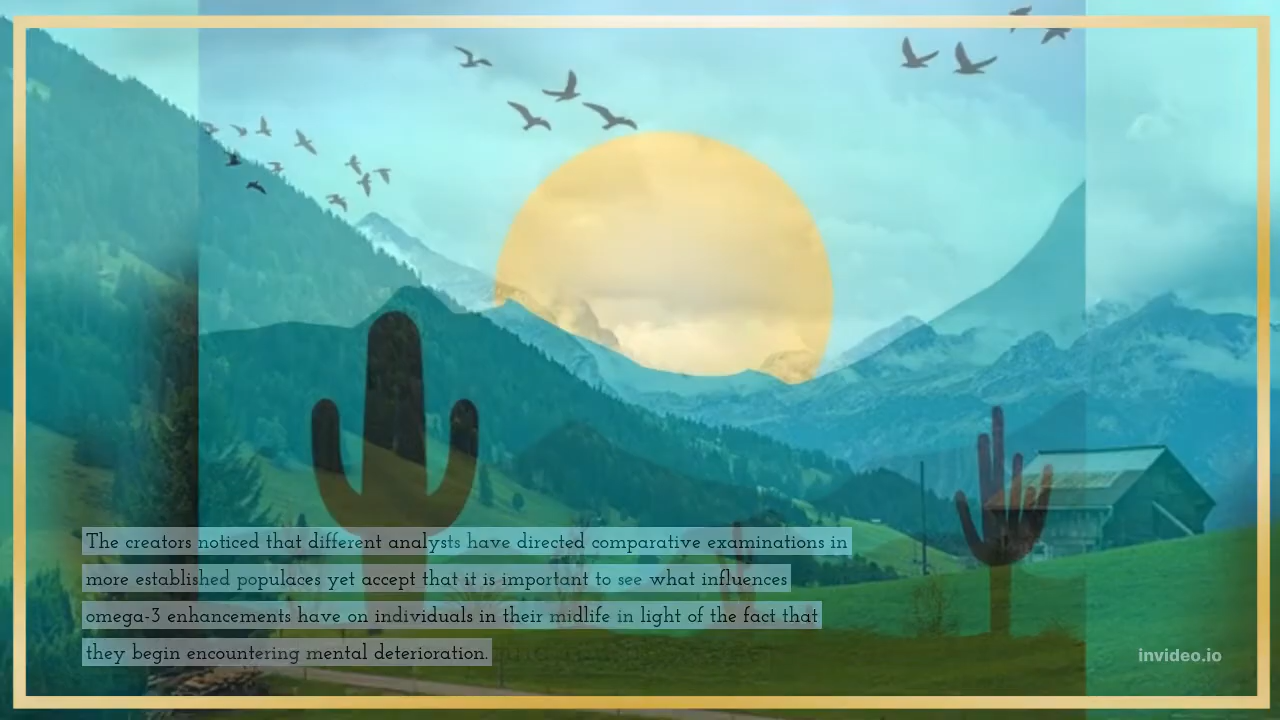 The creators noticed that different analysts have directed comparative examinations in
more established populaces yet accept that it is important to see what influences
omega-3 enhancements have on individuals in their midlife in light of the fact that
they begin encountering mental deterioration.
invideo.io